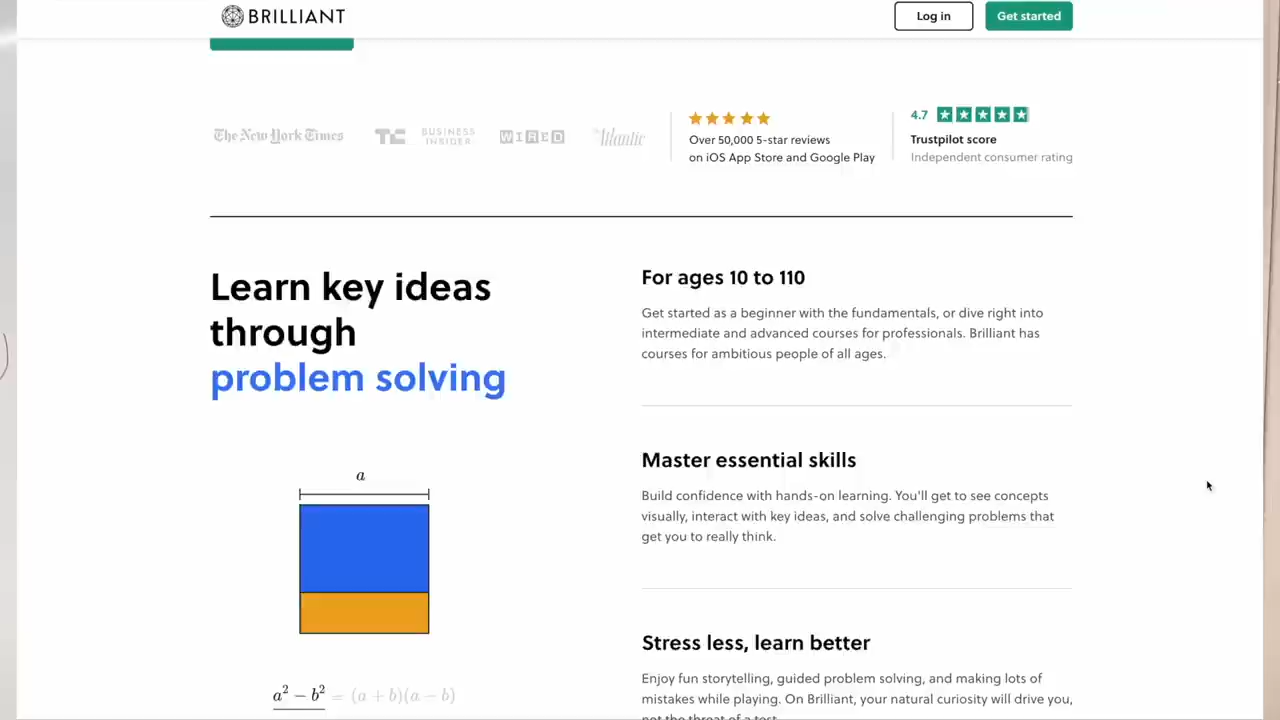 BRILLIANT
Log in
Get started
The New York Times
TC
BUSINESS
INSIDER
WIRED
The Atlantic
Over 50,000 5-star reviews
on iOS App Store and Google Play
4.7
Trustpilot score
Independent consumer rating
Learn key ideas
through
problem solving
a
a² − b² = (a + b)(a − b)
For ages 10 to 110
Get started as a beginner with the fundamentals, or dive right into
intermediate and advanced courses for professionals. Brilliant has
courses for ambitious people of all ages.
Master essential skills
Build confidence with hands-on learning. You'll get to see concepts
visually, interact with key ideas, and solve challenging problems that
get you to really think.
Stress less, learn better
Enjoy fun storytelling, guided problem solving, and making lots of
mistakes while playing. On Brilliant, your natural curiosity will drive you,
not the threat of a test.